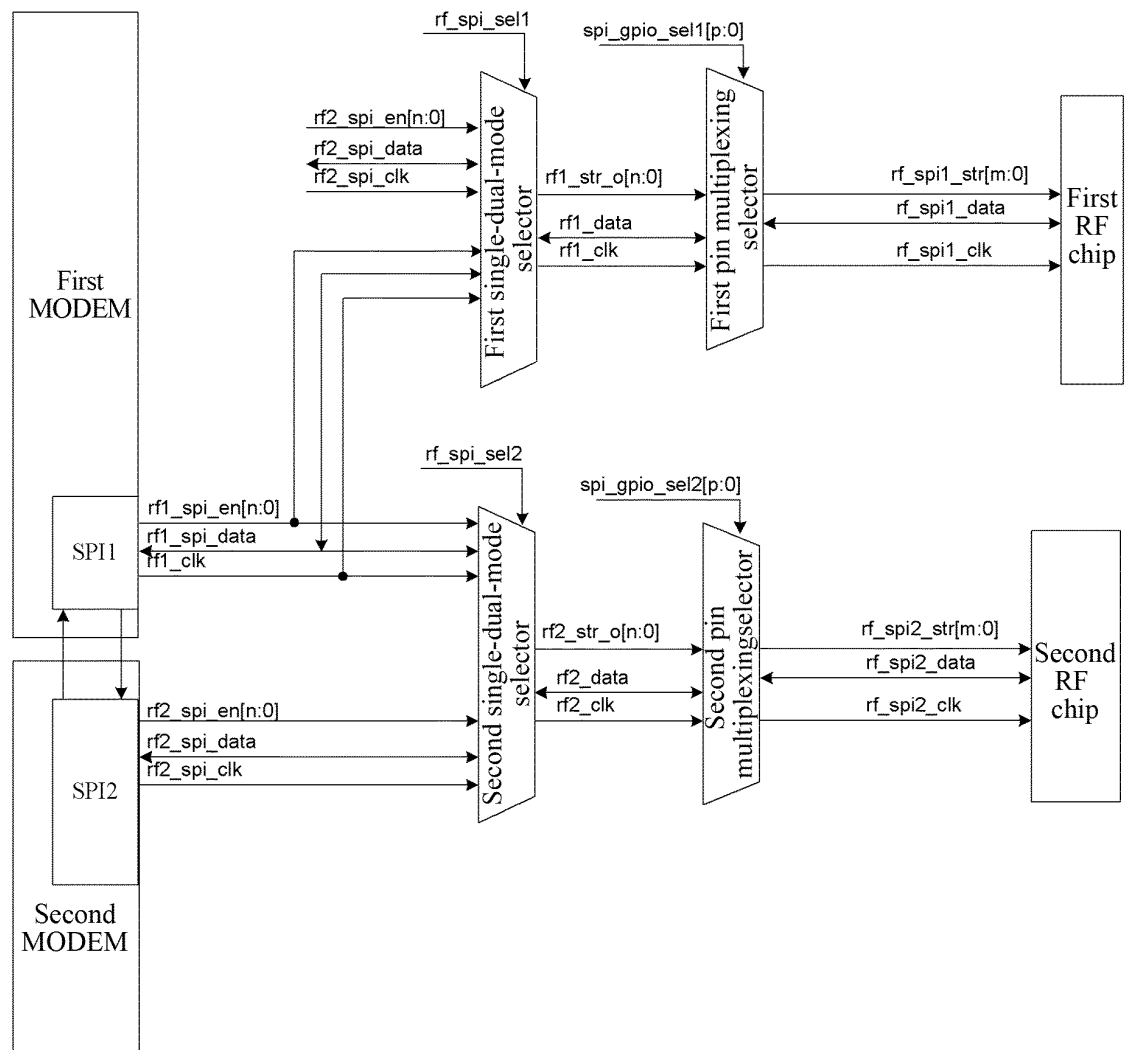 rf_spi_sel1
spi_gpio_sel1[p:0]
rf2_spi_en[n:0]
rf2_spi_data
rf2_spi_clk
First single-dual-mode
selector
rf1_str_o[n:0]
rf1_data
rf1_clk
First pin multiplexing
selector
rf_spi1_str[m:0]
rf_spi1_data
rf_spi1_clk
First
RF
chip
First
MODEM
SPI1
rf1_spi_en[n:0]
rf1_spi_data
rf1_clk
rf_spi_sel2
spi_gpio_sel2[p:0]
Second single-dual-mode
selector
rf2_str_o[n:0]
rf2_data
rf2_clk
Second pin
multiplexingselector
rf_spi2_str[m:0]
rf_spi2_data
rf_spi2_clk
Second
RF
chip
SPI2
rf2_spi_en[n:0]
rf2_spi_data
rf2_spi_clk
Second
MODEM